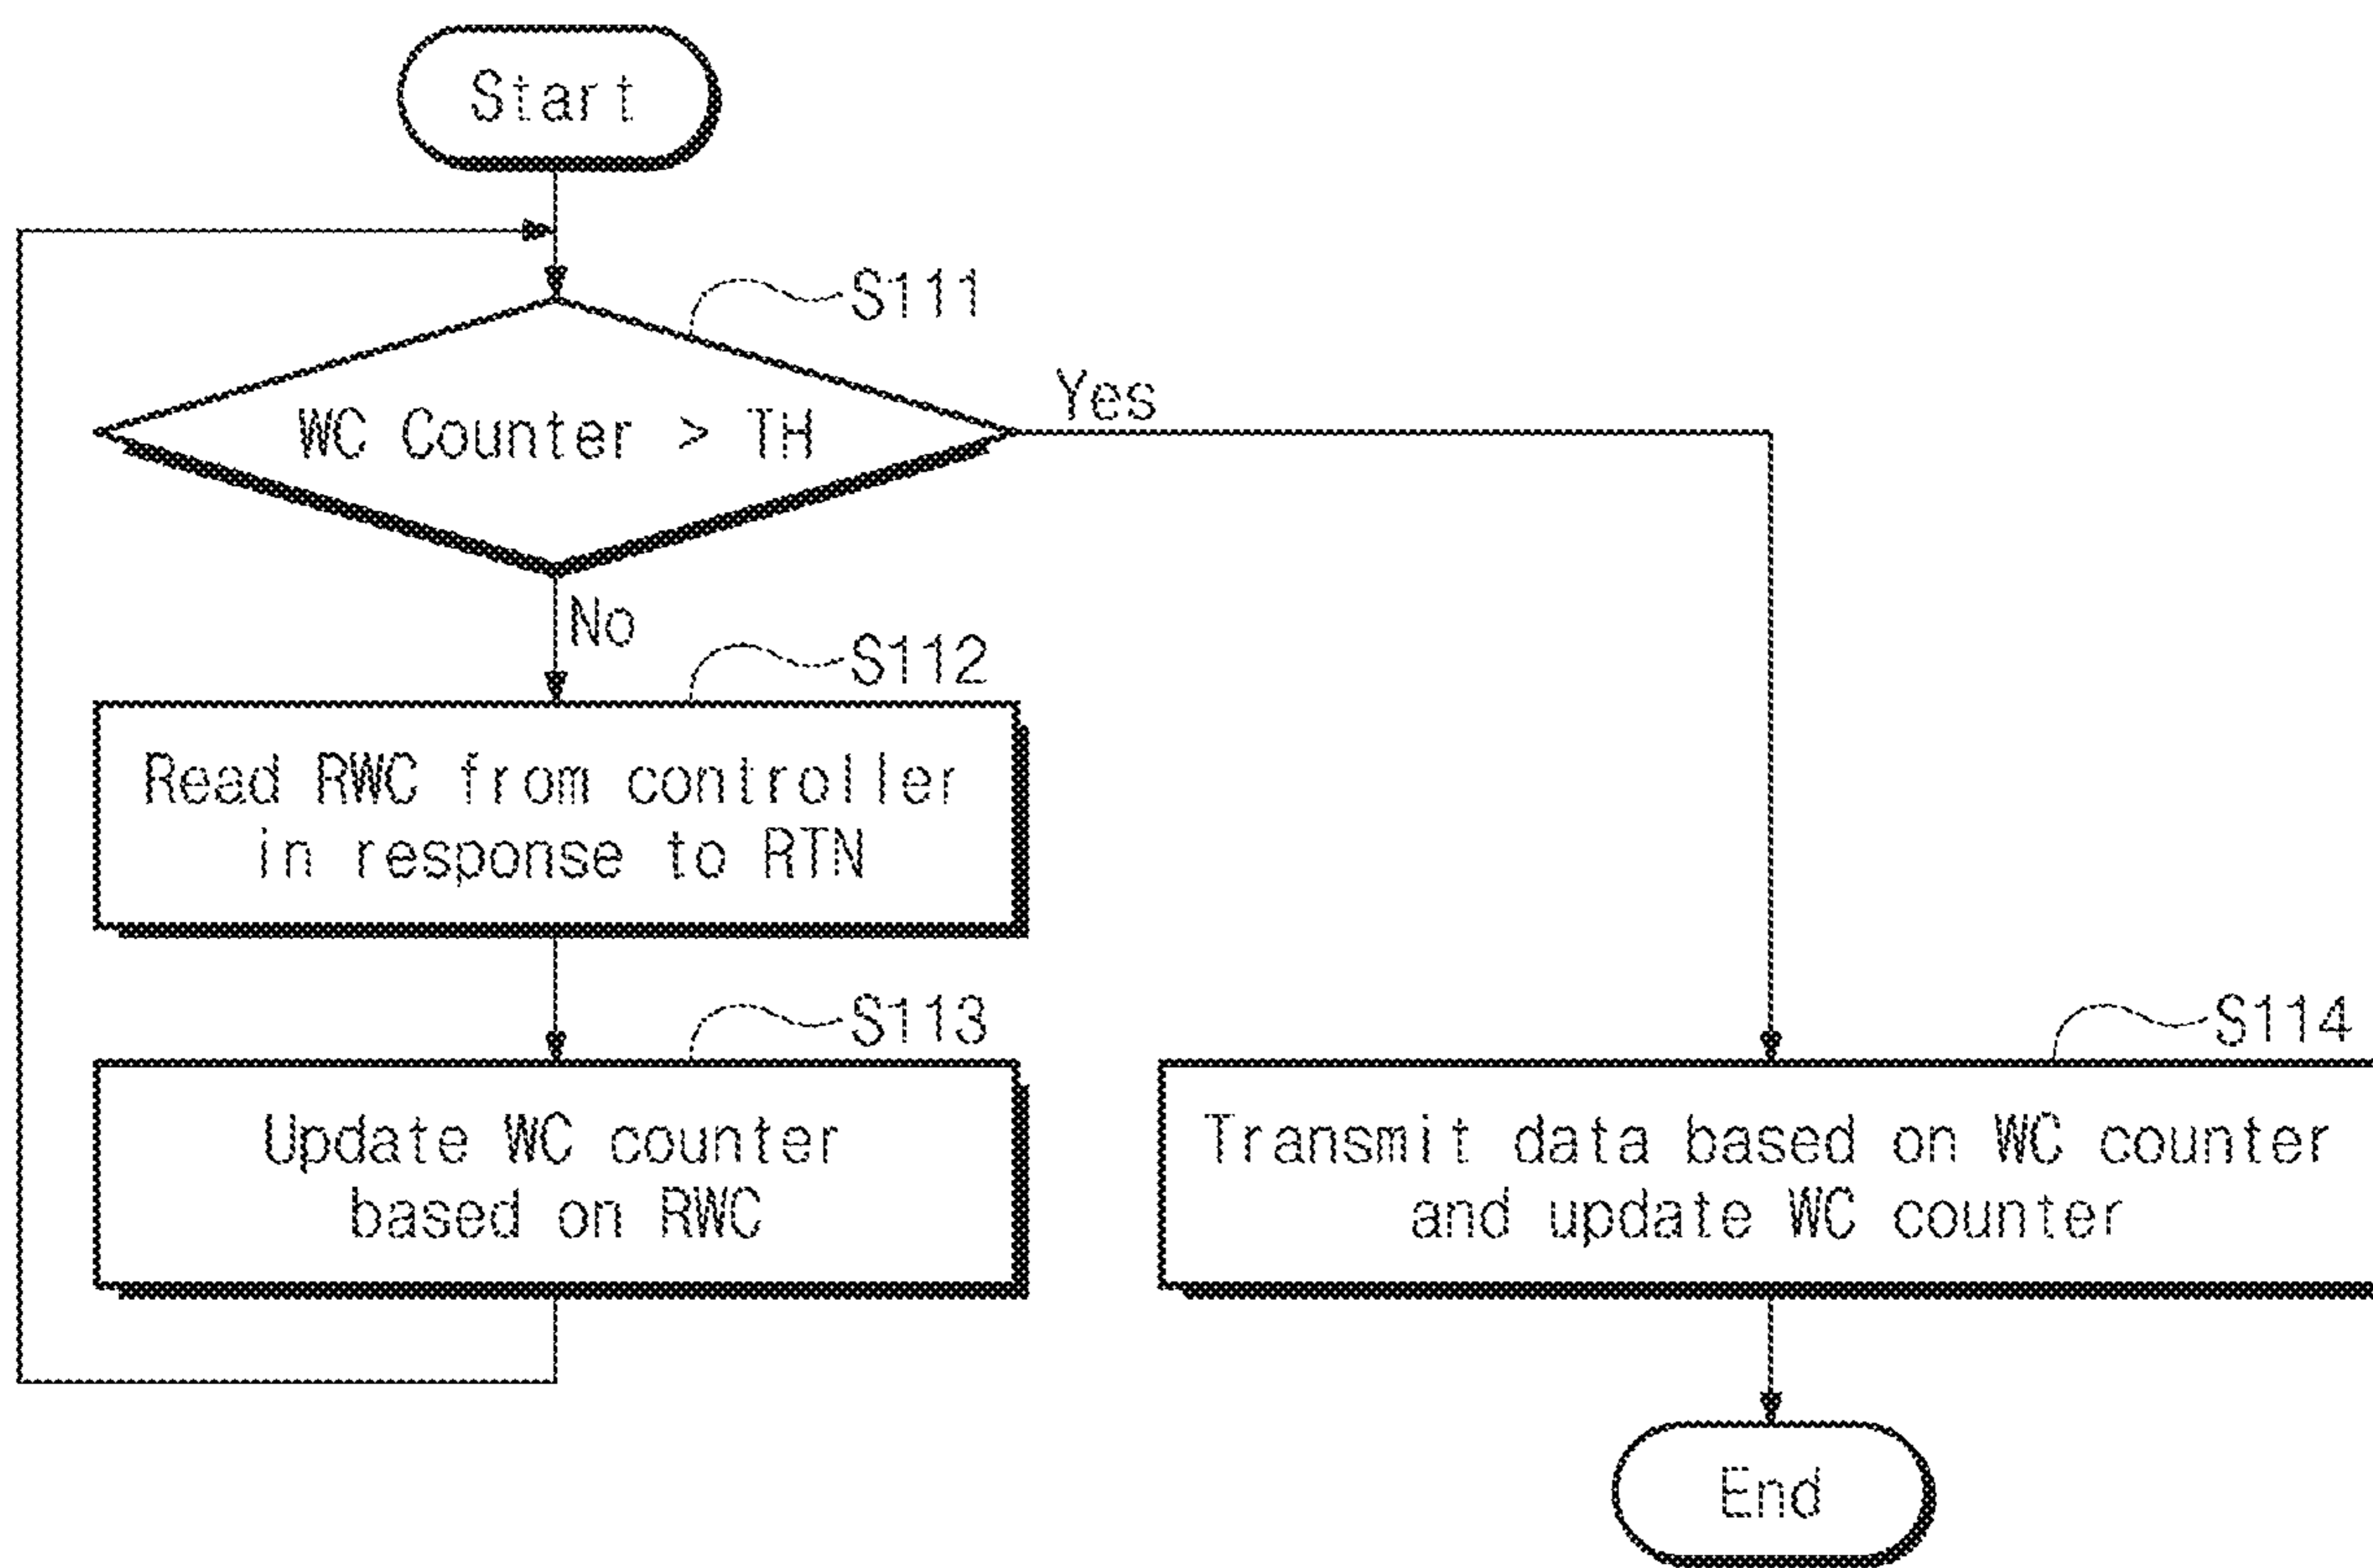 Start
S111
WC Counter > TH
Yes
No
S112
Read RWC from controller
in response to RTN
S113
Update WC counter
based on RWC
S114
Transmit data based on WC counter
and update WC counter
End